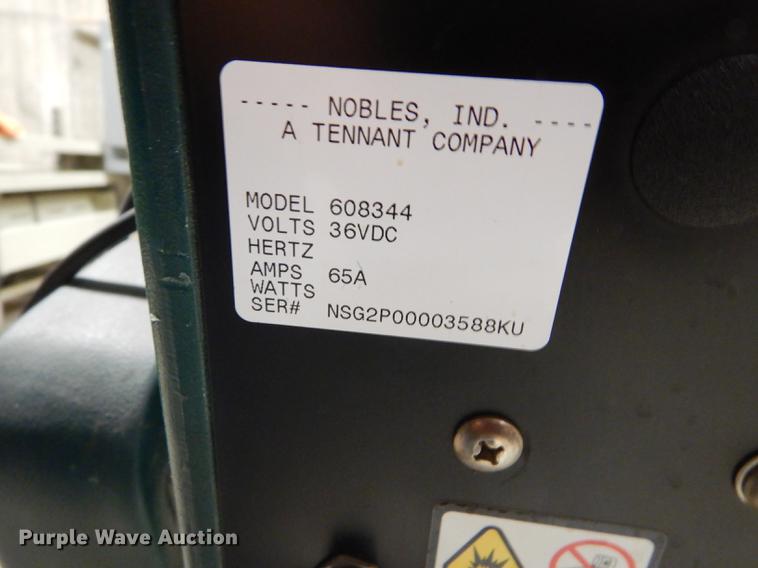 ----- NOBLES, IND. ----
A TENNANT COMPANY
MODEL 608344
VOLTS 36VDC
HERTZ
AMPS 65A
WATTS
SER# NSG2P00003588KU
Purple Wave Auction